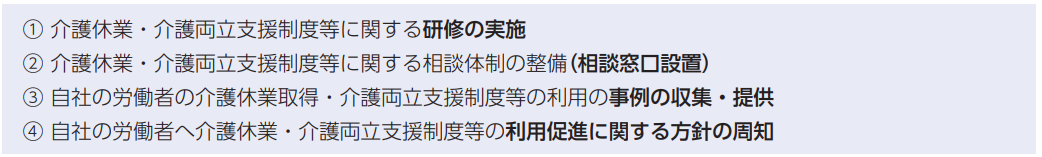 ① 介護休業・介護両立支援制度等に関する研修の実施
② 介護休業・介護両立支援制度等に関する相談体制の整備（相談窓口設置）
③ 自社の労働者の介護休業取得・介護両立支援制度等の利用の事例の収集・提供
④ 自社の労働者へ介護休業・介護両立支援制度等の利用促進に関する方針の周知